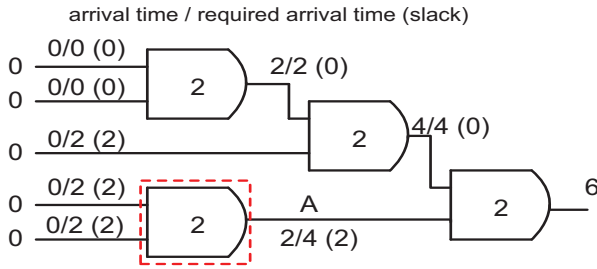 arrival time / required arrival time (slack)
0 0/0 (0)
0 0/0 (0)
2
2/2 (0)
0 0/2 (2)
2
4/4 (0)
0 0/2 (2)
0 0/2 (2)
2
A
2/4 (2)
2
6